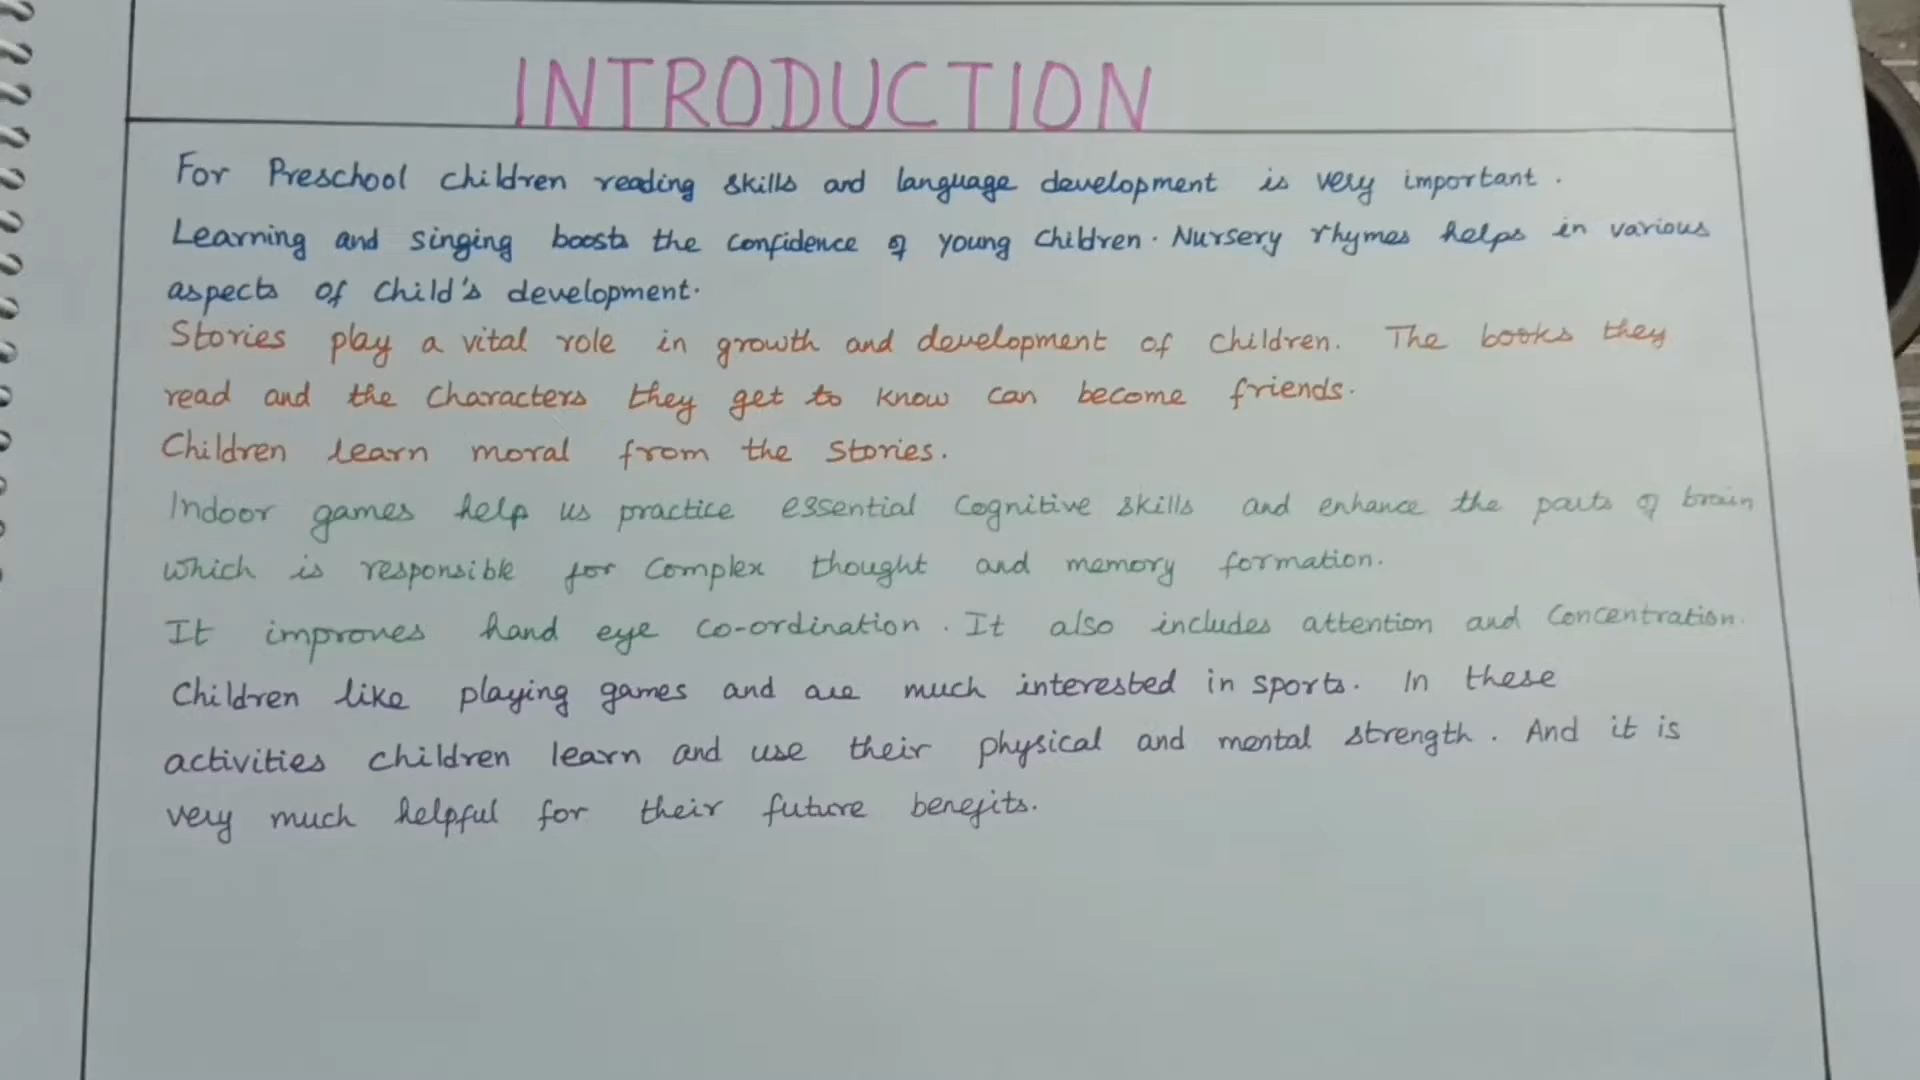 INTRODUCTION
For Preschool children reading skills and language development is very important.
Learning and singing boosts the confidence of young children. Nursery rhymes helps in various
aspects of child's development.
Stories play a vital role in growth and development of children. The books they
read and the characters they get to know can become friends.
Children learn moral from the stories.
Indoor games help us practice essential cognitive skills and enhance the parts of brain
which is responsible for complex thought and memory formation.
It improves hand eye co-ordination. It also includes attention and concentration.
Children like playing games and are much interested in sports. In these
activities children learn and use their physical and mental strength. And it is
very much helpful for their future benefits.